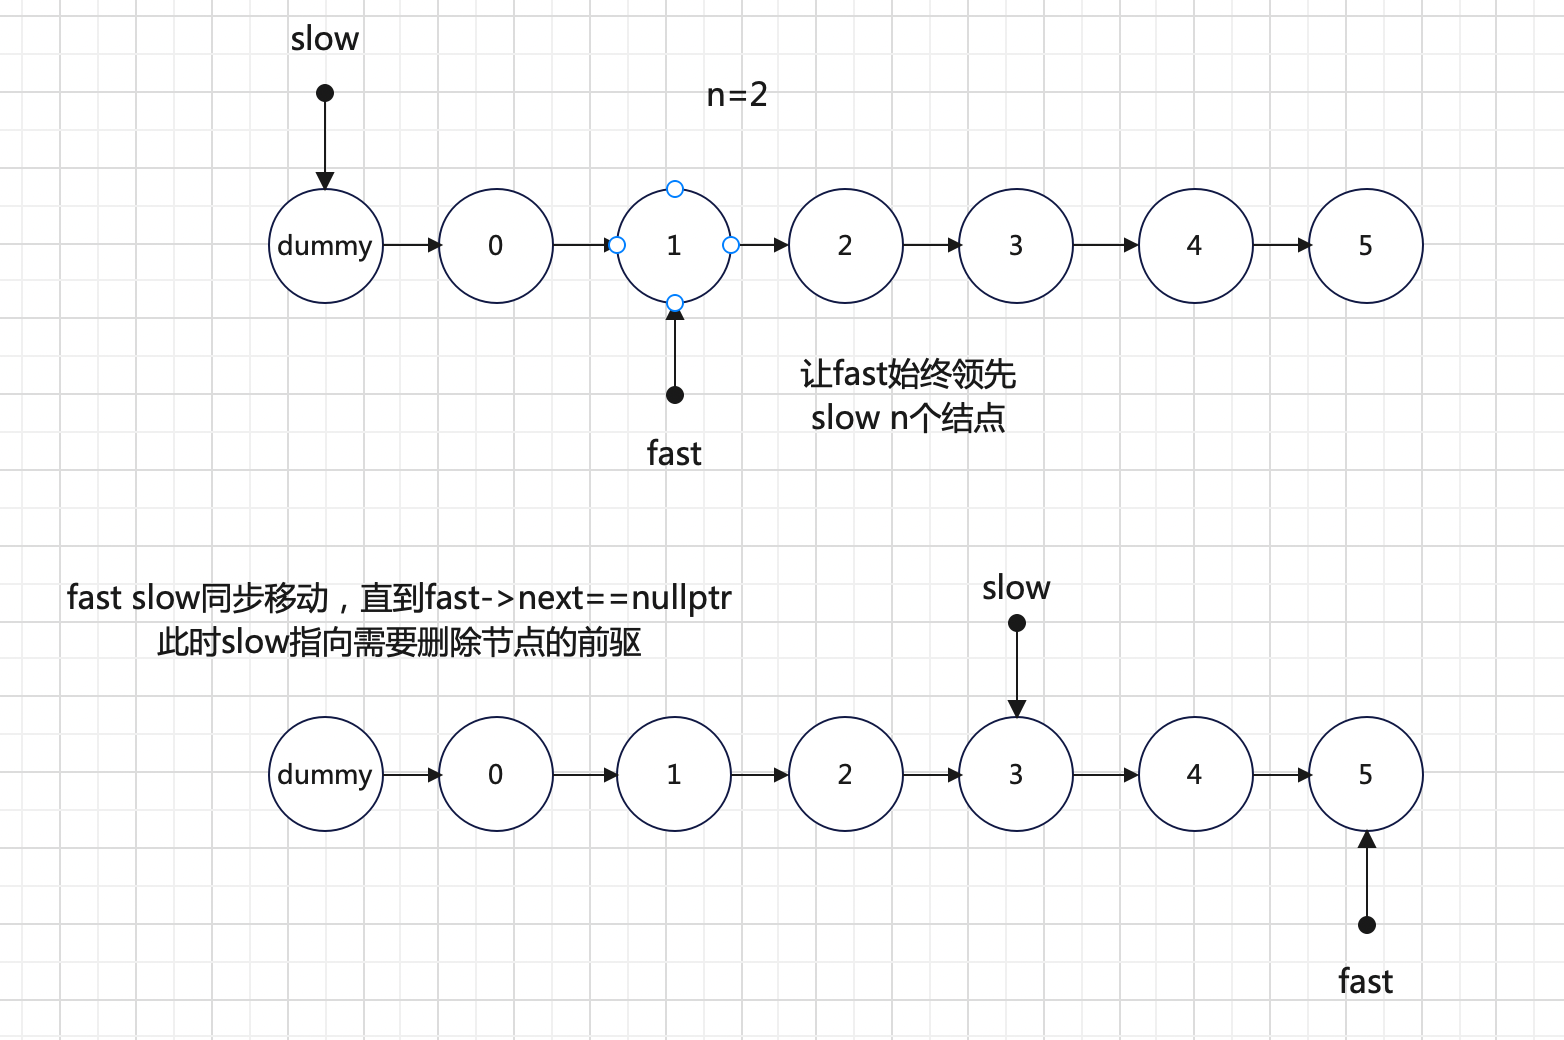 slow
n=2
dummy
0
1
2
3
4
5
让fast始终领先
slow n个结点
fast
fast slow同步移动，直到fast->next==nullptr
此时slow指向需要删除节点的前驱
slow
dummy
0
1
2
3
4
5
fast